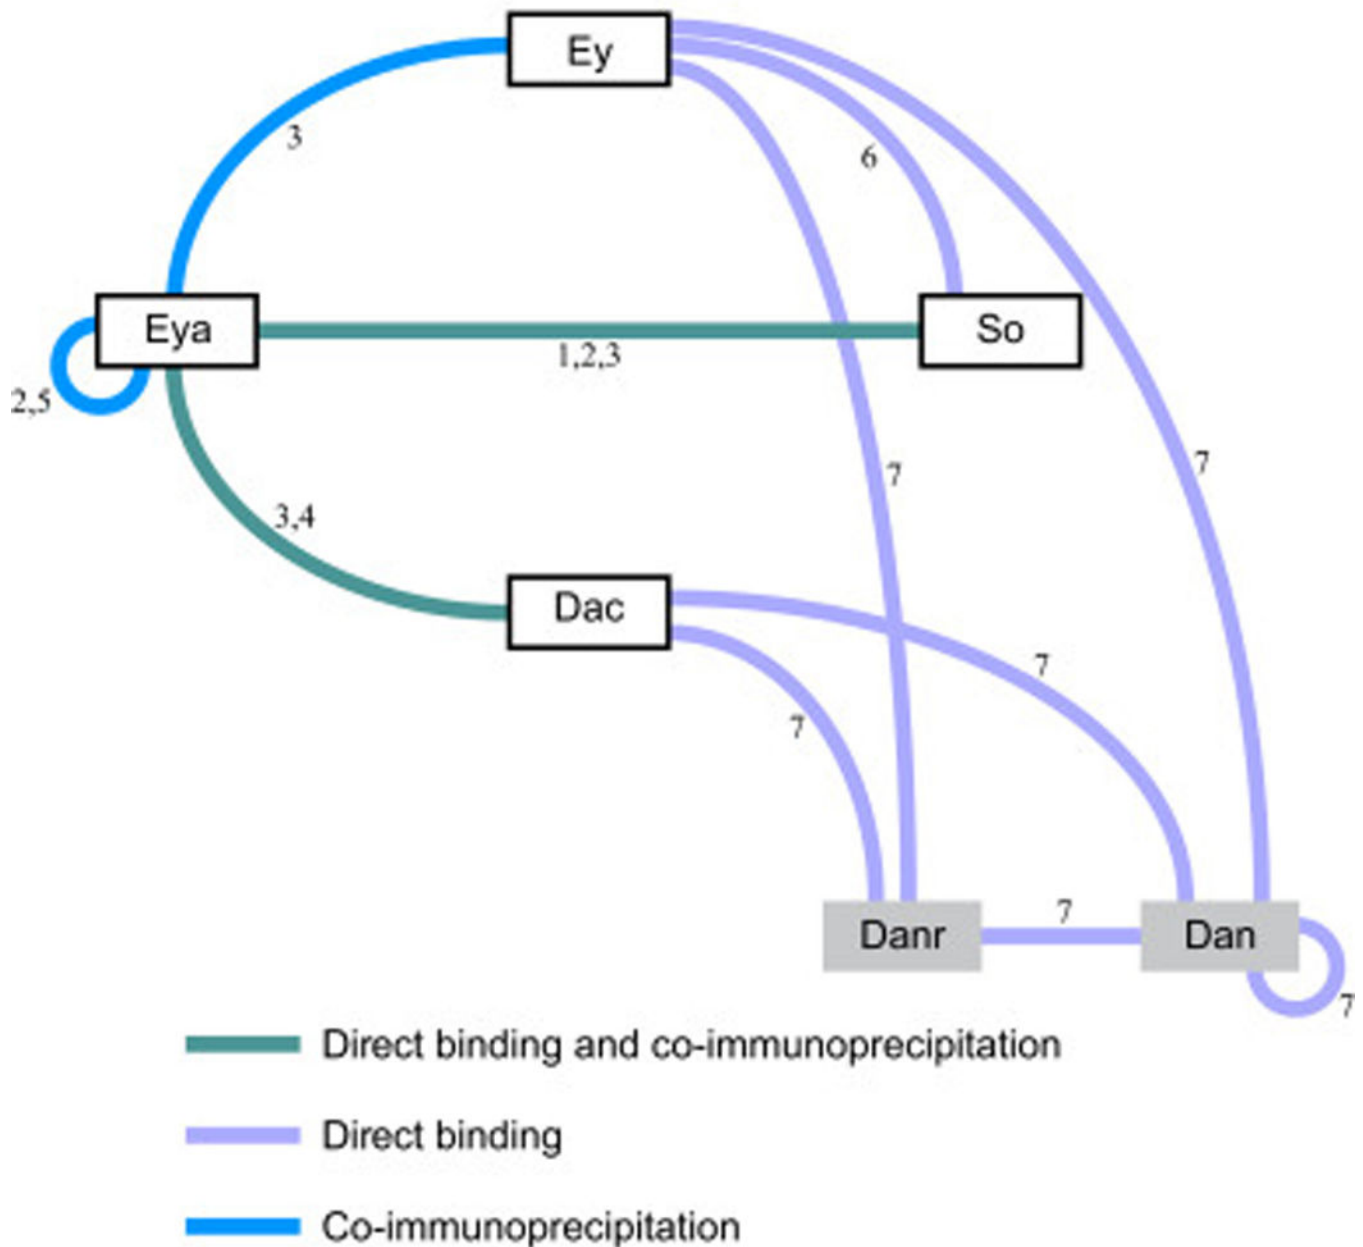 Ey
3
6
Eya
So
1,2,3
2,5
7
7
3,4
Dac
7
7
7
Danr
Dan
7
Direct binding and co-immunoprecipitation
Direct binding
Co-immunoprecipitation